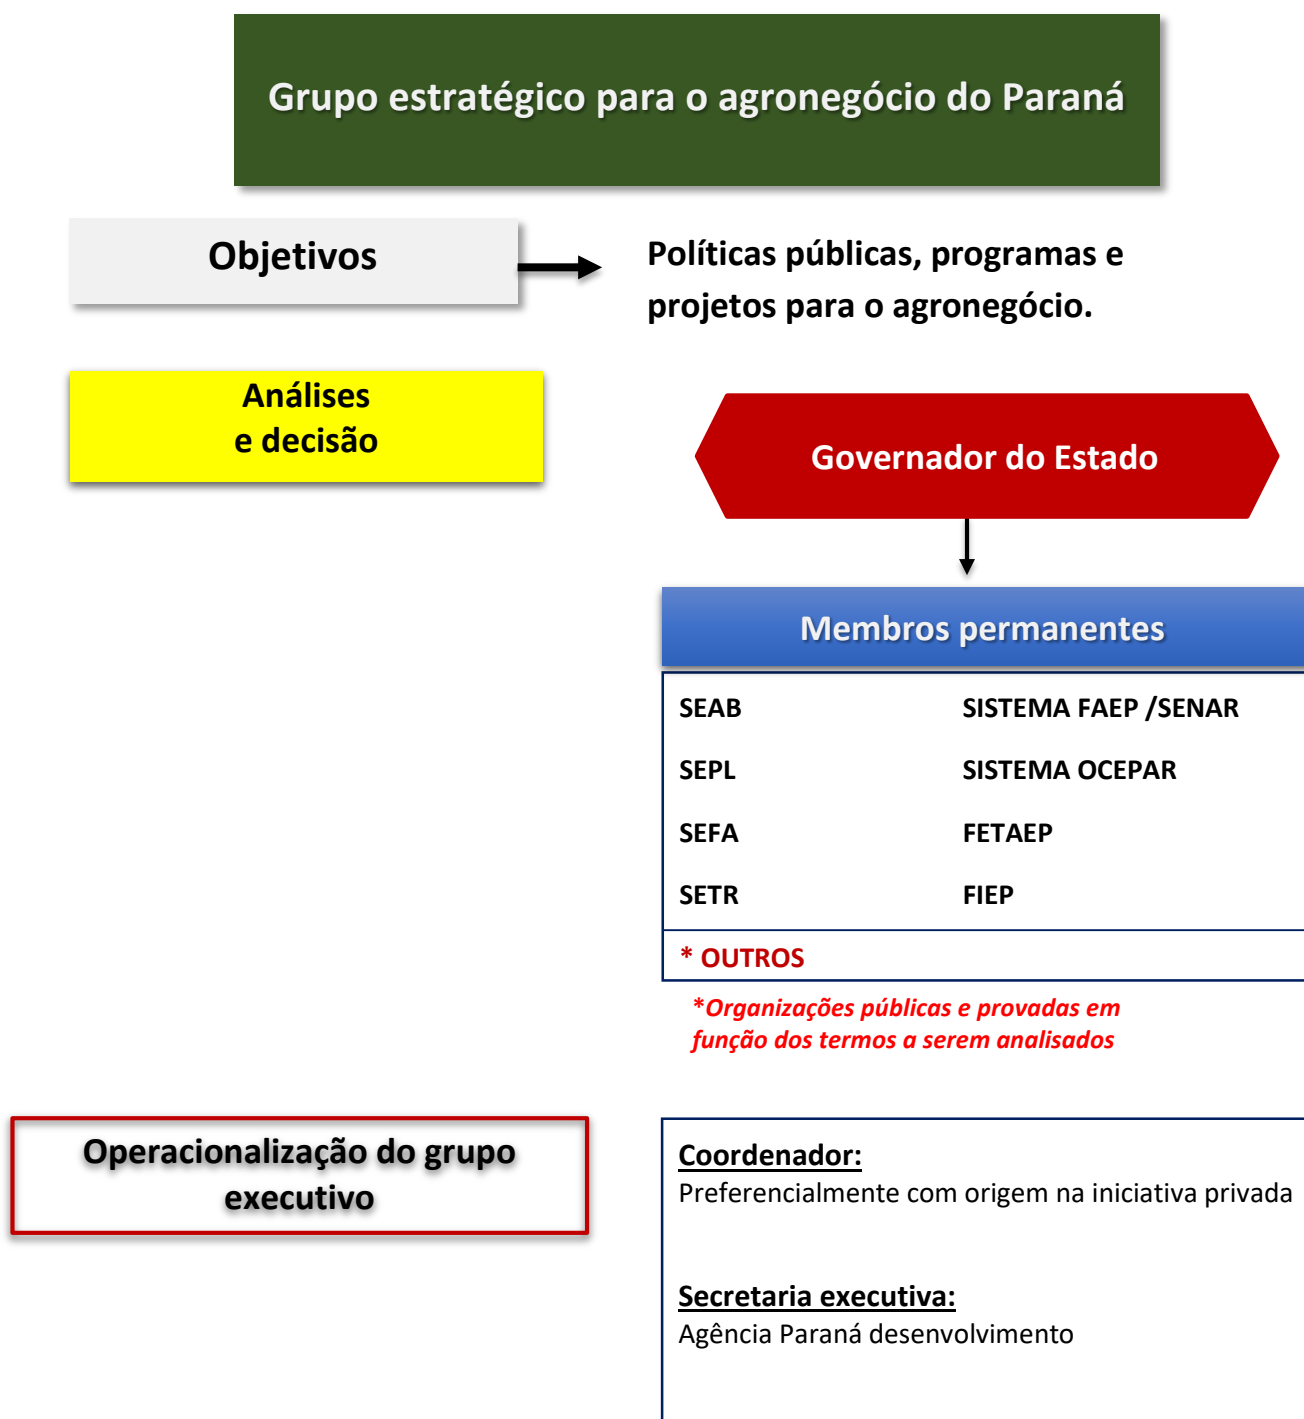 Grupo estratégico para o agronegócio do Paraná
Objetivos
Políticas públicas, programas e
projetos para o agronegócio.
Análises
e decisão
Governador do Estado
Membros permanentes
SEAB SISTEMA FAEP /SENAR
SEPL SISTEMA OCEPAR
SEFA FETAEP
SETR FIEP
* OUTROS
*Organizações públicas e provadas em
função dos termos a serem analisados
Operacionalização do grupo
executivo
Coordenador:
Preferencialmente com origem na iniciativa privada
Secretaria executiva:
Agência Paraná desenvolvimento